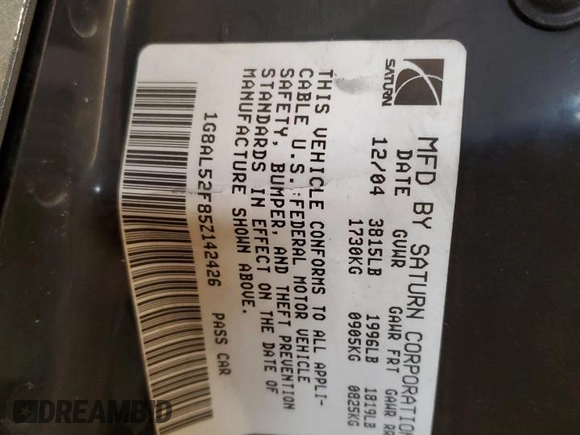 SATURN
MFD BY SATURN CORPORATION
DATE GVWR GAWR FRT GAWR RR
12/04 3815LB 1996LB 1819LB
1730KG 0905KG 0825KG
THIS VEHICLE CONFORMS TO ALL APPLI-
CABLE U.S. FEDERAL MOTOR VEHICLE
SAFETY, BUMPER, AND THEFT PREVENTION
STANDARDS IN EFFECT ON THE DATE OF
MANUFACTURE SHOWN ABOVE.
1G8AL52F85Z142426 PASS CAR
DREAMBID